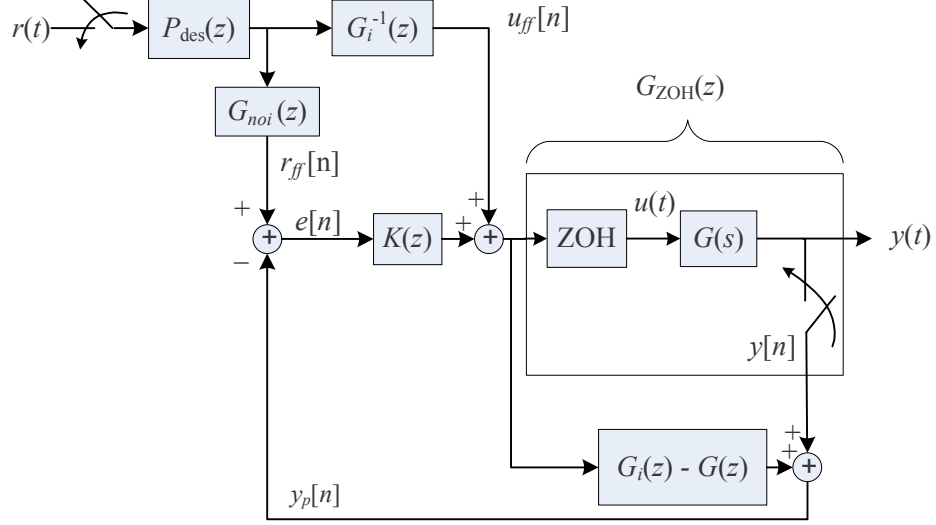 r(t) P_des(z) G_i^{-1}(z) u_ff[n]
G_ZOH(z)
G_noi (z)
r_ff[n]
+ e[n] K(z) + + + ZOH u(t) G(s) y(t)
+
−
y[n]
+
+
G_i(z) - G(z) +
y_p[n]